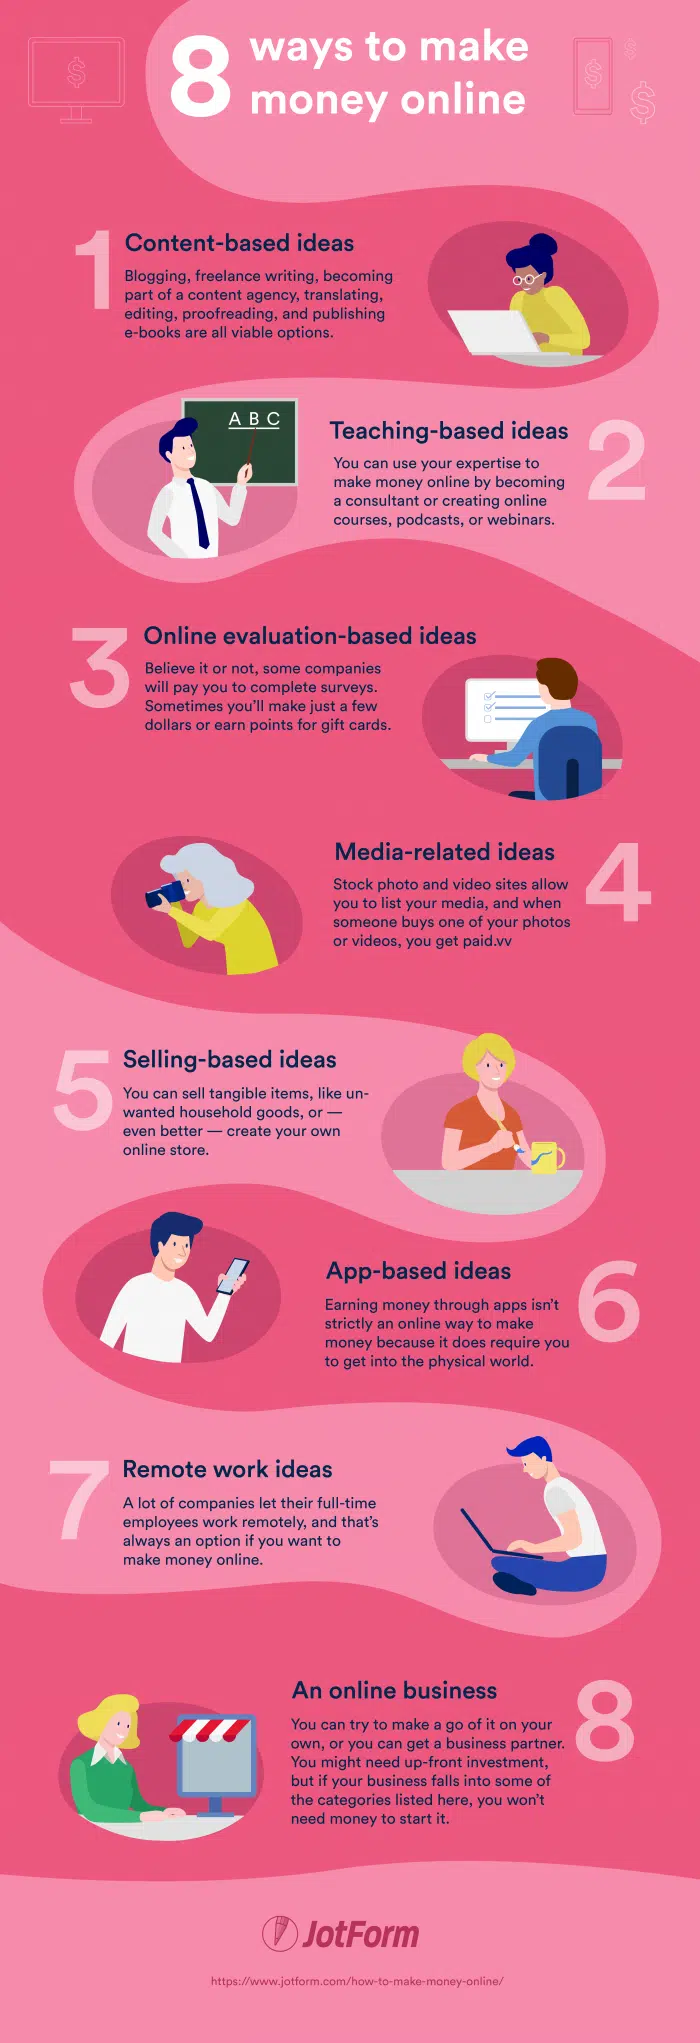 8 ways to make
money online
1 Content-based ideas
Blogging, freelance writing, becoming
part of a content agency, translating,
editing, proofreading, and publishing
e-books are all viable options.
A B C
Teaching-based ideas 2
You can use your expertise to
make money online by becoming
a consultant or creating online
courses, podcasts, or webinars.
3 Online evaluation-based ideas
Believe it or not, some companies
will pay you to complete surveys.
Sometimes you'll make just a few
dollars or earn points for gift cards.
Media-related ideas 4
Stock photo and video sites allow
you to list your media, and when
someone buys one of your photos
or videos, you get paid.vv
5 Selling-based ideas
You can sell tangible items, like un-
wanted household goods, or —
even better — create your own
online store.
App-based ideas 6
Earning money through apps isn't
strictly an online way to make
money because it does require you
to get into the physical world.
7 Remote work ideas
A lot of companies let their full-time
employees work remotely, and that's
always an option if you want to
make money online.
An online business 8
You can try to make a go of it on your
own, or you can get a business partner.
You might need up-front investment,
but if your business falls into some of
the categories listed here, you won't
need money to start it.
JotForm
https://www.jotform.com/how-to-make-money-online/